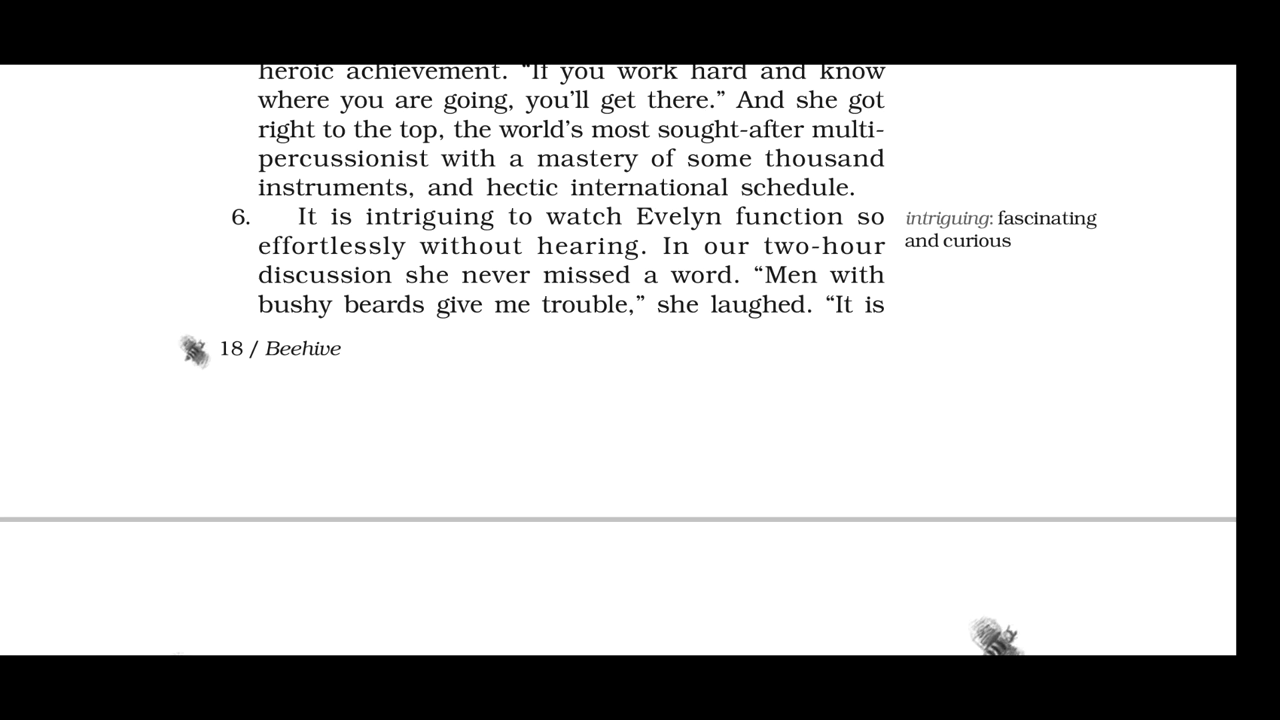 heroic achievement. “If you work hard and know
where you are going, you’ll get there.” And she got
right to the top, the world’s most sought-after multi-
percussionist with a mastery of some thousand
instruments, and hectic international schedule.
6. It is intriguing to watch Evelyn function so
effortlessly without hearing. In our two-hour
discussion she never missed a word. “Men with
bushy beards give me trouble,” she laughed. “It is
intriguing: fascinating
and curious
18 / Beehive